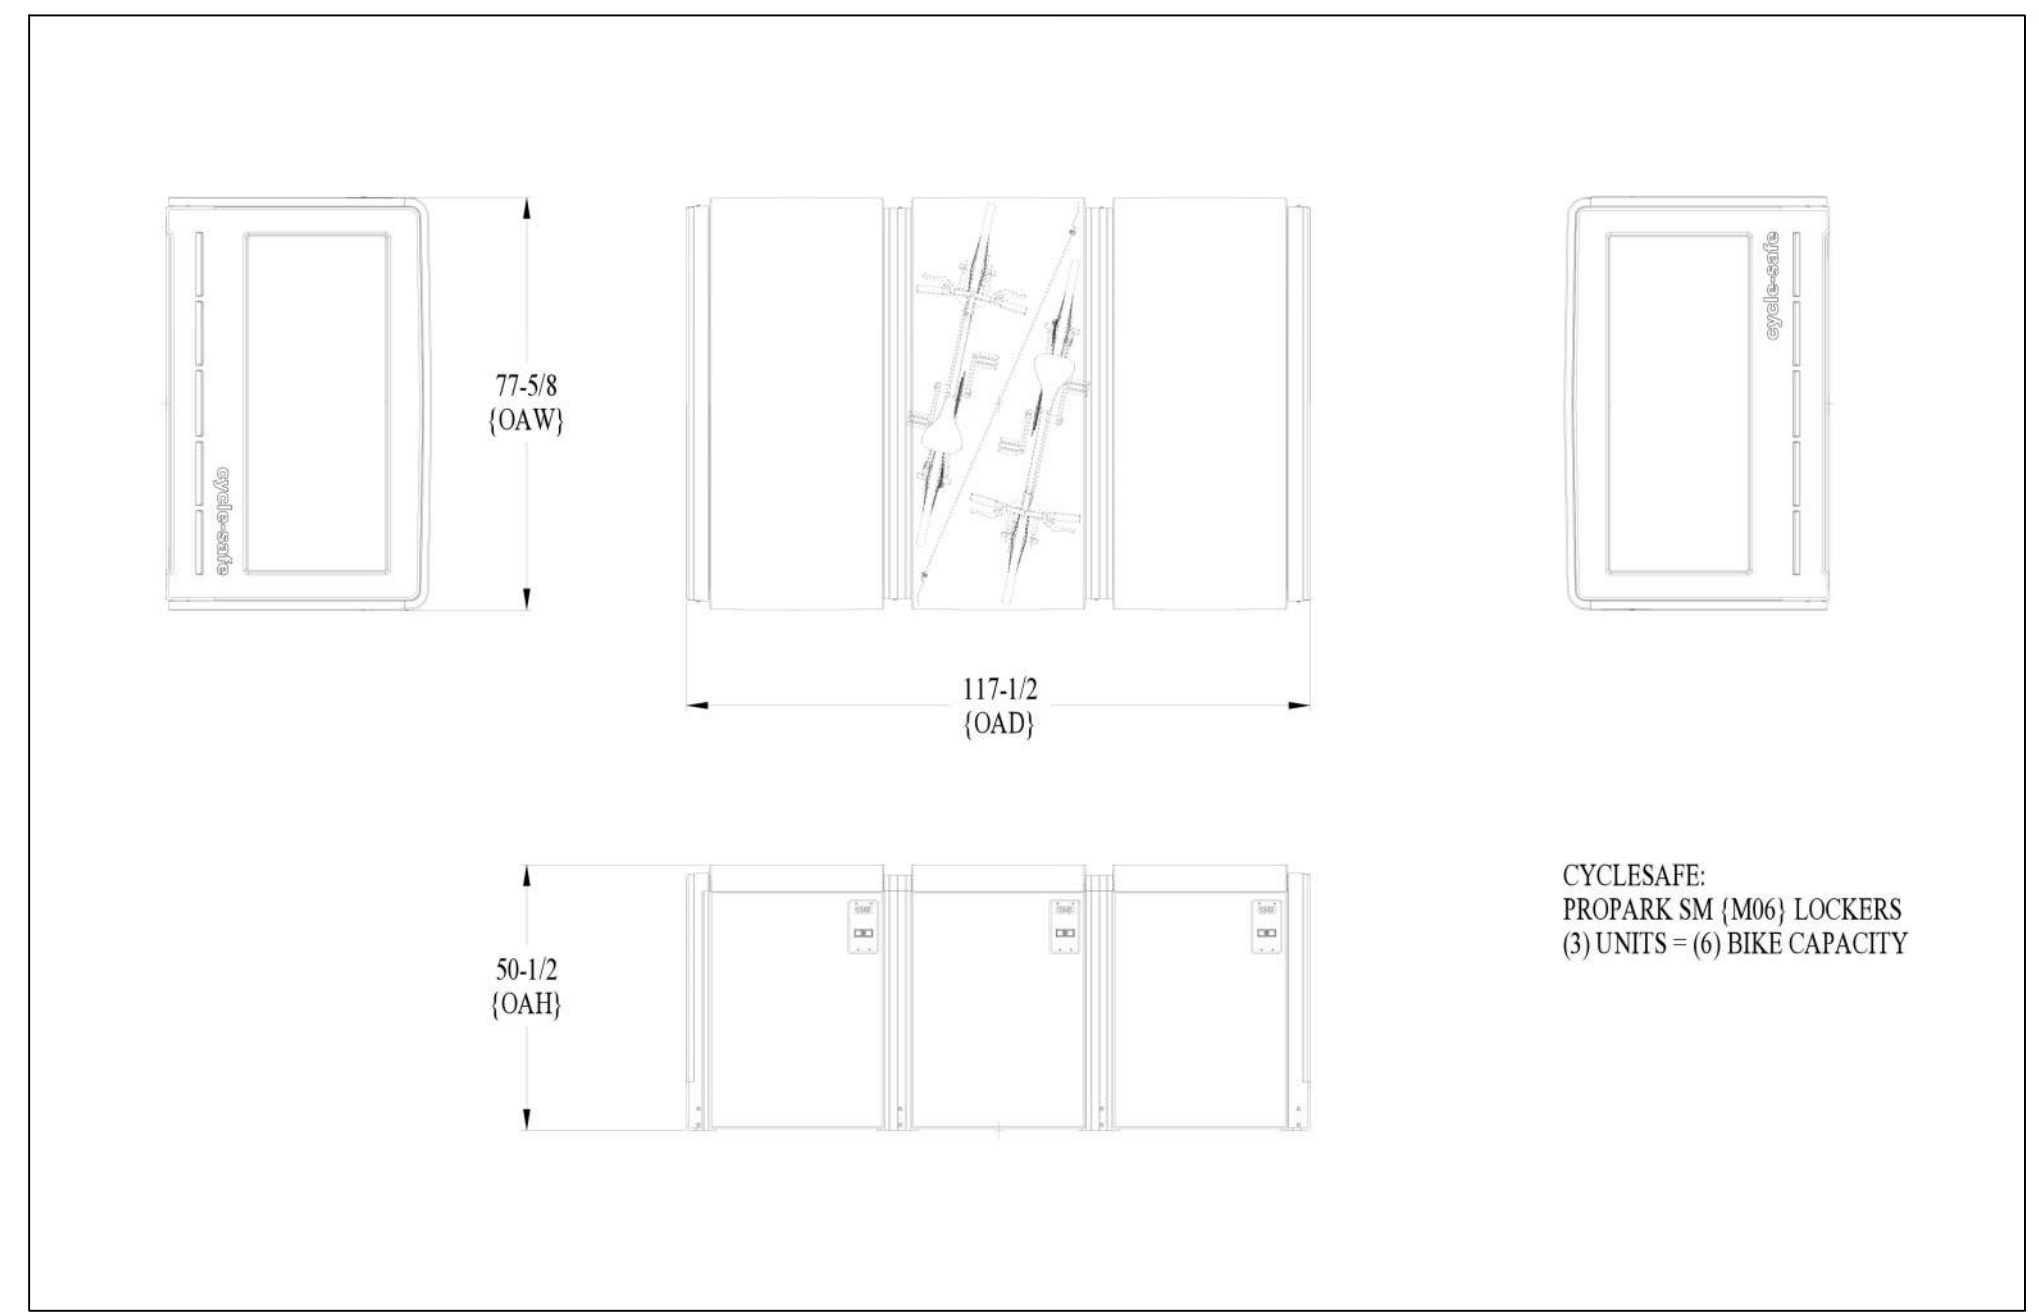 cycle-safe
77-5/8
{OAW}
cycle-safe
117-1/2
{OAD}
50-1/2
{OAH}
CYCLESAFE:
PROPARK SM {M06} LOCKERS
(3) UNITS = (6) BIKE CAPACITY